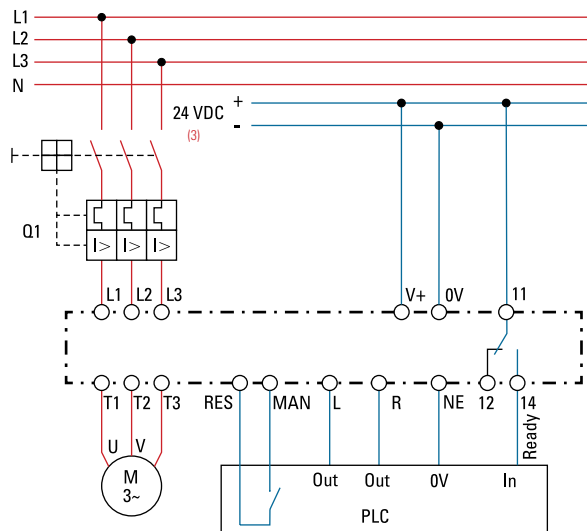 L1
L2
L3
N
24 VDC
(3)
+
-
Q1
I> I> I>
L1 L2 L3 V+ 0V 11
T1 T2 T3 RES MAN L R NE 12 14
Ready
U V
M
3~
Out Out 0V In
PLC